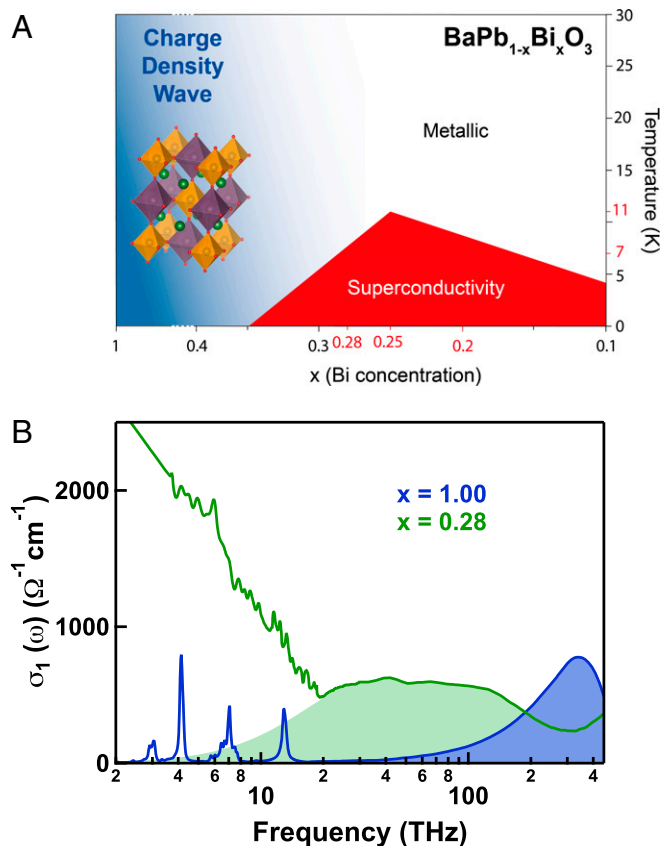 A
Charge
Density
Wave
BaPb1-xBixO3
Metallic
Superconductivity
30
25
20
15
11
7
5
0
Temperature (K)
1
0.4
0.3
0.28
0.25
0.2
0.1
x (Bi concentration)
B
x = 1.00
x = 0.28
2000
1000
0
σ1 (ω) (Ω-1 cm-1)
2
4
6
8
10
2
4
6
8
100
2
4
Frequency (THz)